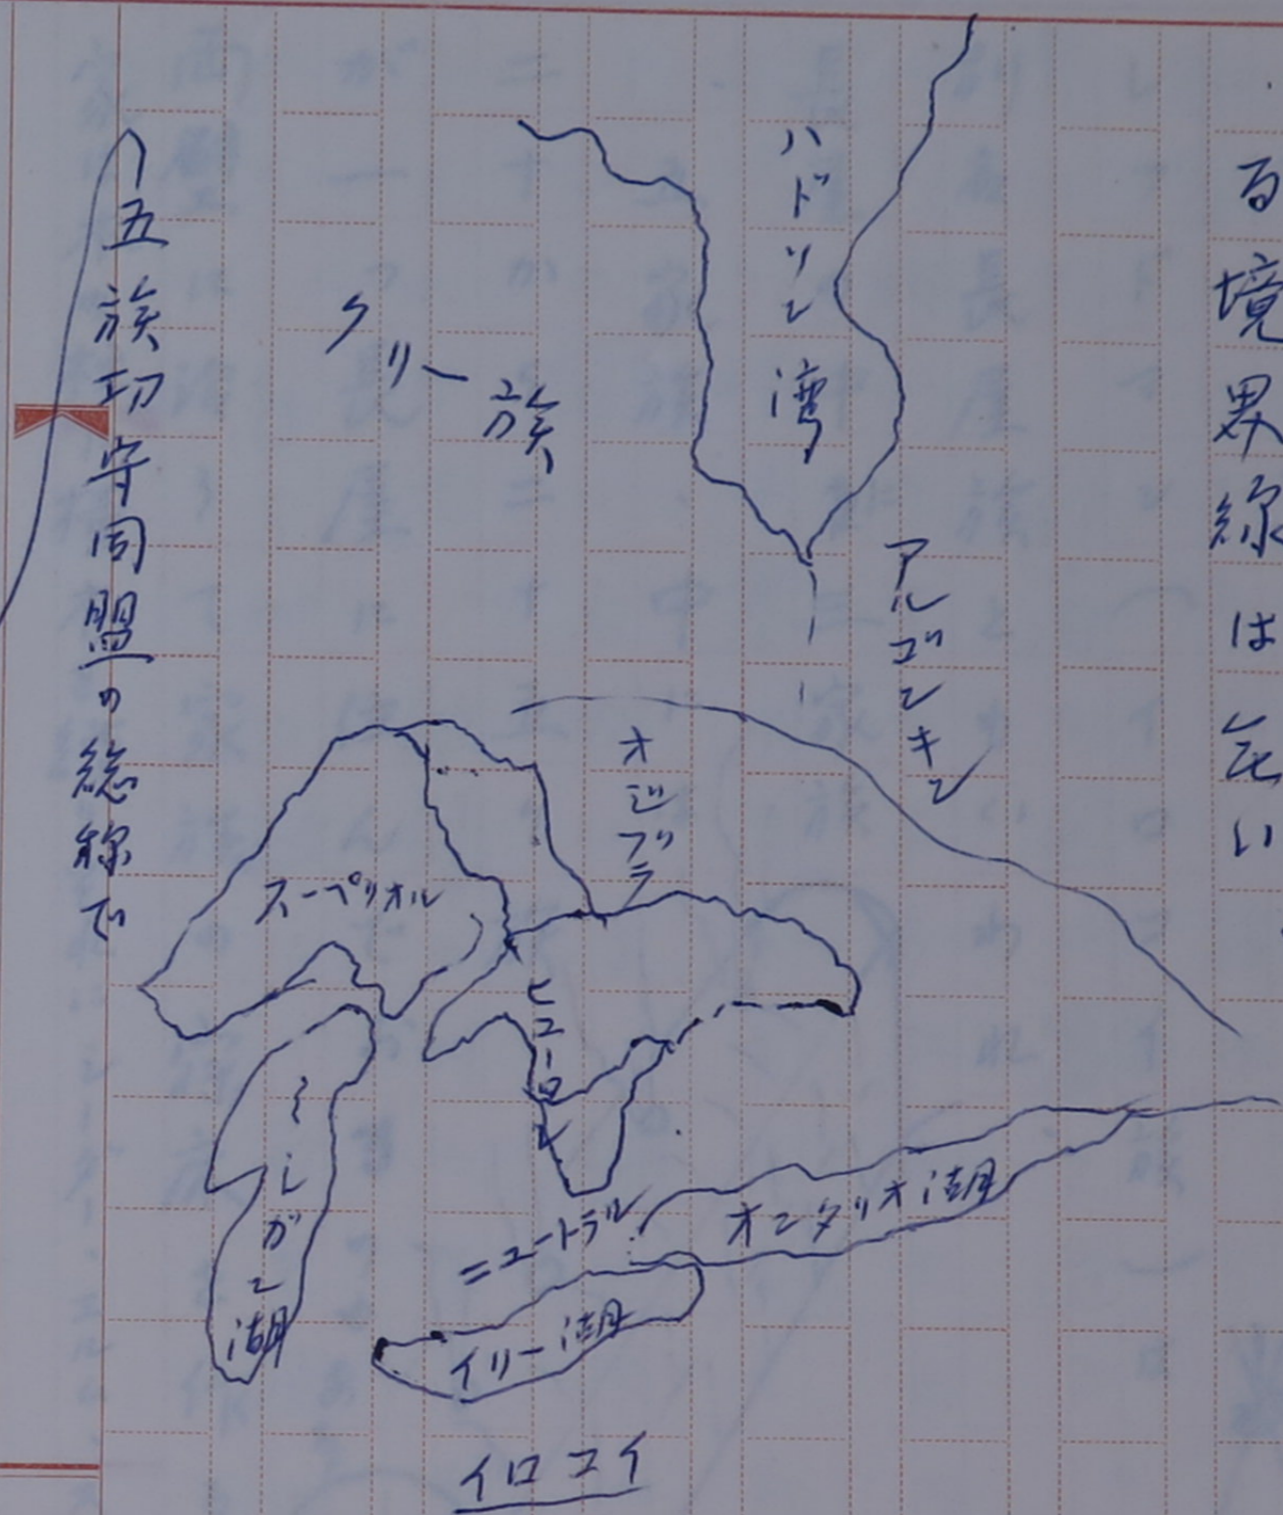 る境界線は無い
ハドソン湾
クリー族
アルゴンキン
オジブワ
スーペリオル
ヒューロン
ミシガン湖
ニュートラル
オンタリオ湖
イリー湖
イロコイ
五族攻守同盟の総称で